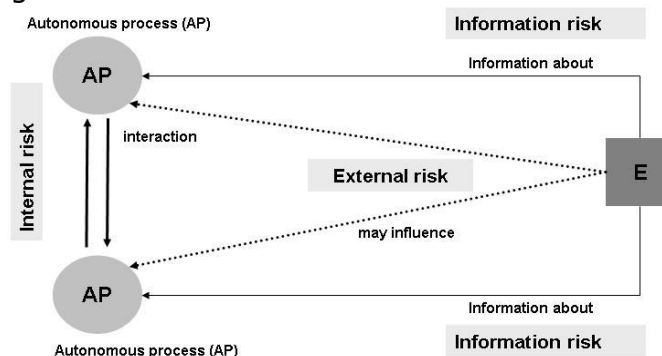 Autonomous process (AP)
Information risk
Information about
AP
Internal risk
interaction
External risk
E
may influence
AP
Information about
Autonomous process (AP)
Information risk